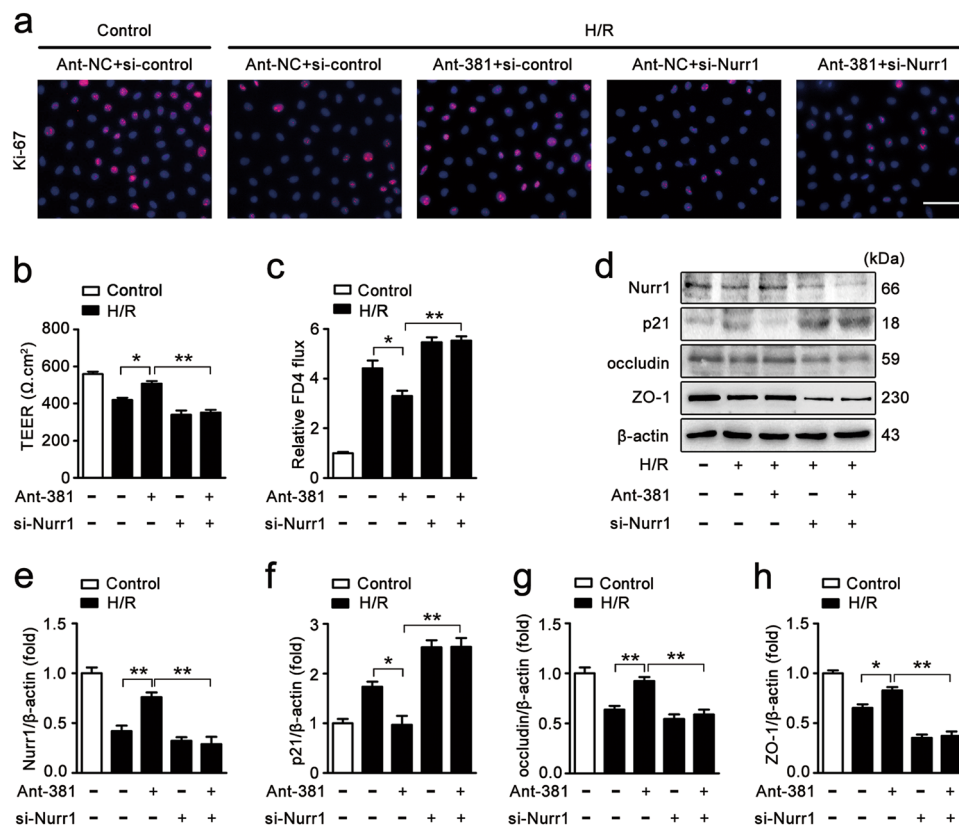 a
Control
H/R
Ant-NC+si-control
Ant-NC+si-control
Ant-381+si-control
Ant-NC+si-Nurr1
Ant-381+si-Nurr1
Ki-67
b
Control
H/R
TEER (Ω.cm²)
800
600
400
200
0
*
**
Ant-381 - - + - +
si-Nurr1 - - - + +
c
Control
H/R
Relative FD4 flux
8
6
4
2
0
*
**
Ant-381 - - + - +
si-Nurr1 - - - + +
d
(kDa)
Nurr1 66
p21 18
occludin 59
ZO-1 230
β-actin 43
H/R - + + + +
Ant-381 - - + - +
si-Nurr1 - - - + +
e
Control
H/R
Nurr1/β-actin (fold)
1.5
1.0
0.5
0.0
**
**
Ant-381 - - + - +
si-Nurr1 - - - + +
f
Control
H/R
p21/β-actin (fold)
3
2
1
0
*
**
Ant-381 - - + - +
si-Nurr1 - - - + +
g
Control
H/R
occludin/β-actin (fold)
1.5
1.0
0.5
0.0
**
**
Ant-381 - - + - +
si-Nurr1 - - - + +
h
Control
H/R
ZO-1/β-actin (fold)
1.5
1.0
0.5
0.0
*
**
Ant-381 - - + - +
si-Nurr1 - - - + +